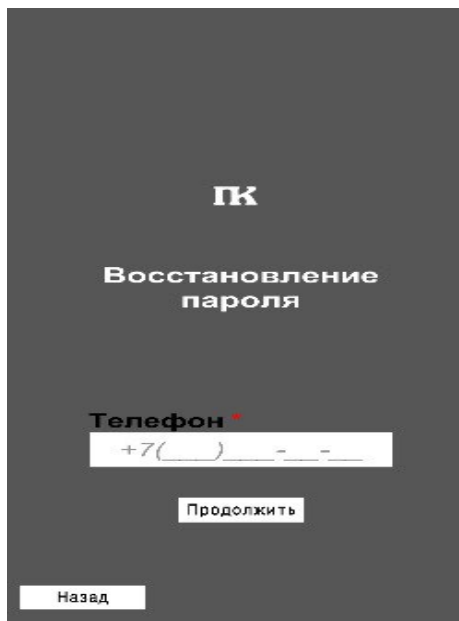 ПК
Восстановление
пароля
Телефон *
+7(___)___-__-__
Продолжить
Назад